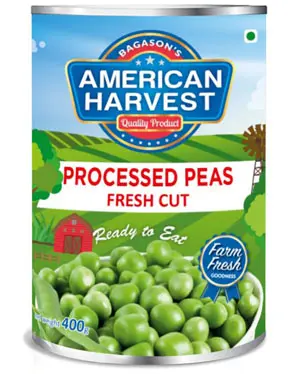 BAGASON'S
AMERICAN
HARVEST
Quality Product
PROCESSED PEAS
FRESH CUT
Ready to Eat
Farm
Fresh
GOODNESS
400g